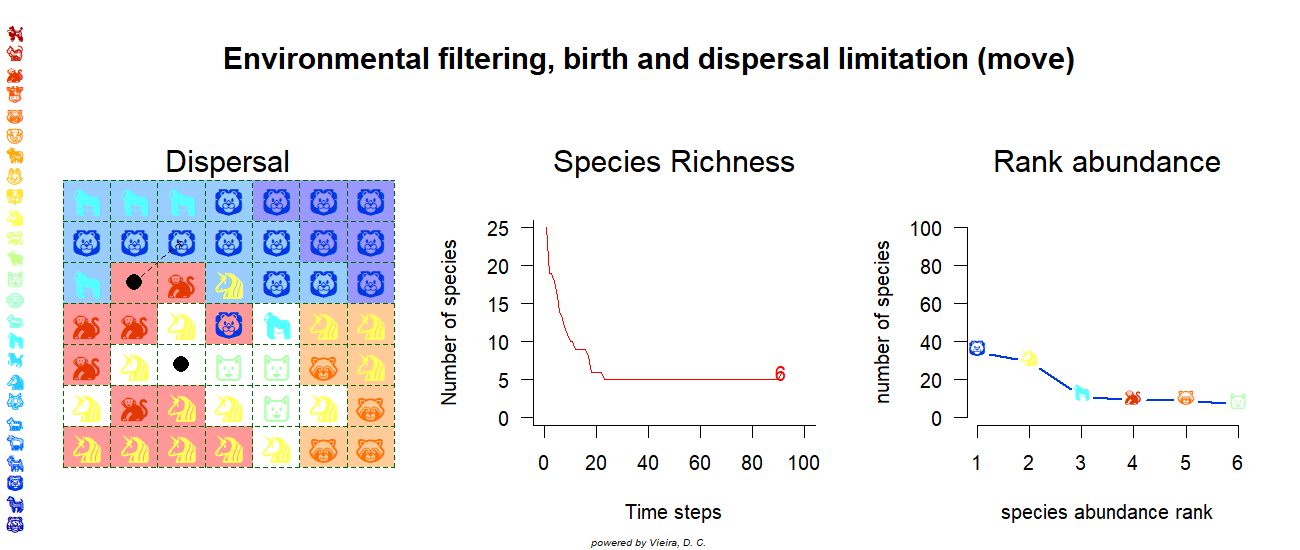 Environmental filtering, birth and dispersal limitation (move)
Dispersal
Species Richness
Number of species
25
20
15
10
5
0
6
0 20 40 60 80 100
Time steps
Rank abundance
number of species
100
80
60
40
20
0
1 2 3 4 5 6
species abundance rank
powered by Vieira, D. C.